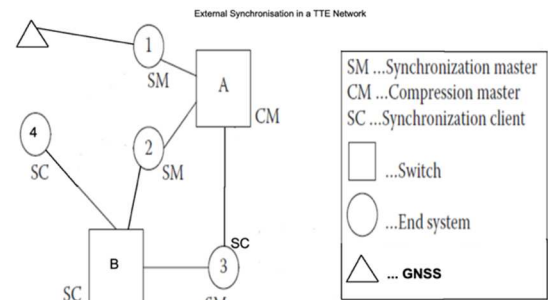 External Synchronisation in a TTE Network
1
SM
A
CM
SM ...Synchronization master
CM ...Compression master
SC ...Synchronization client
4
SC
2
SM
...Switch
...End system
SC
B
3
SC
... GNSS